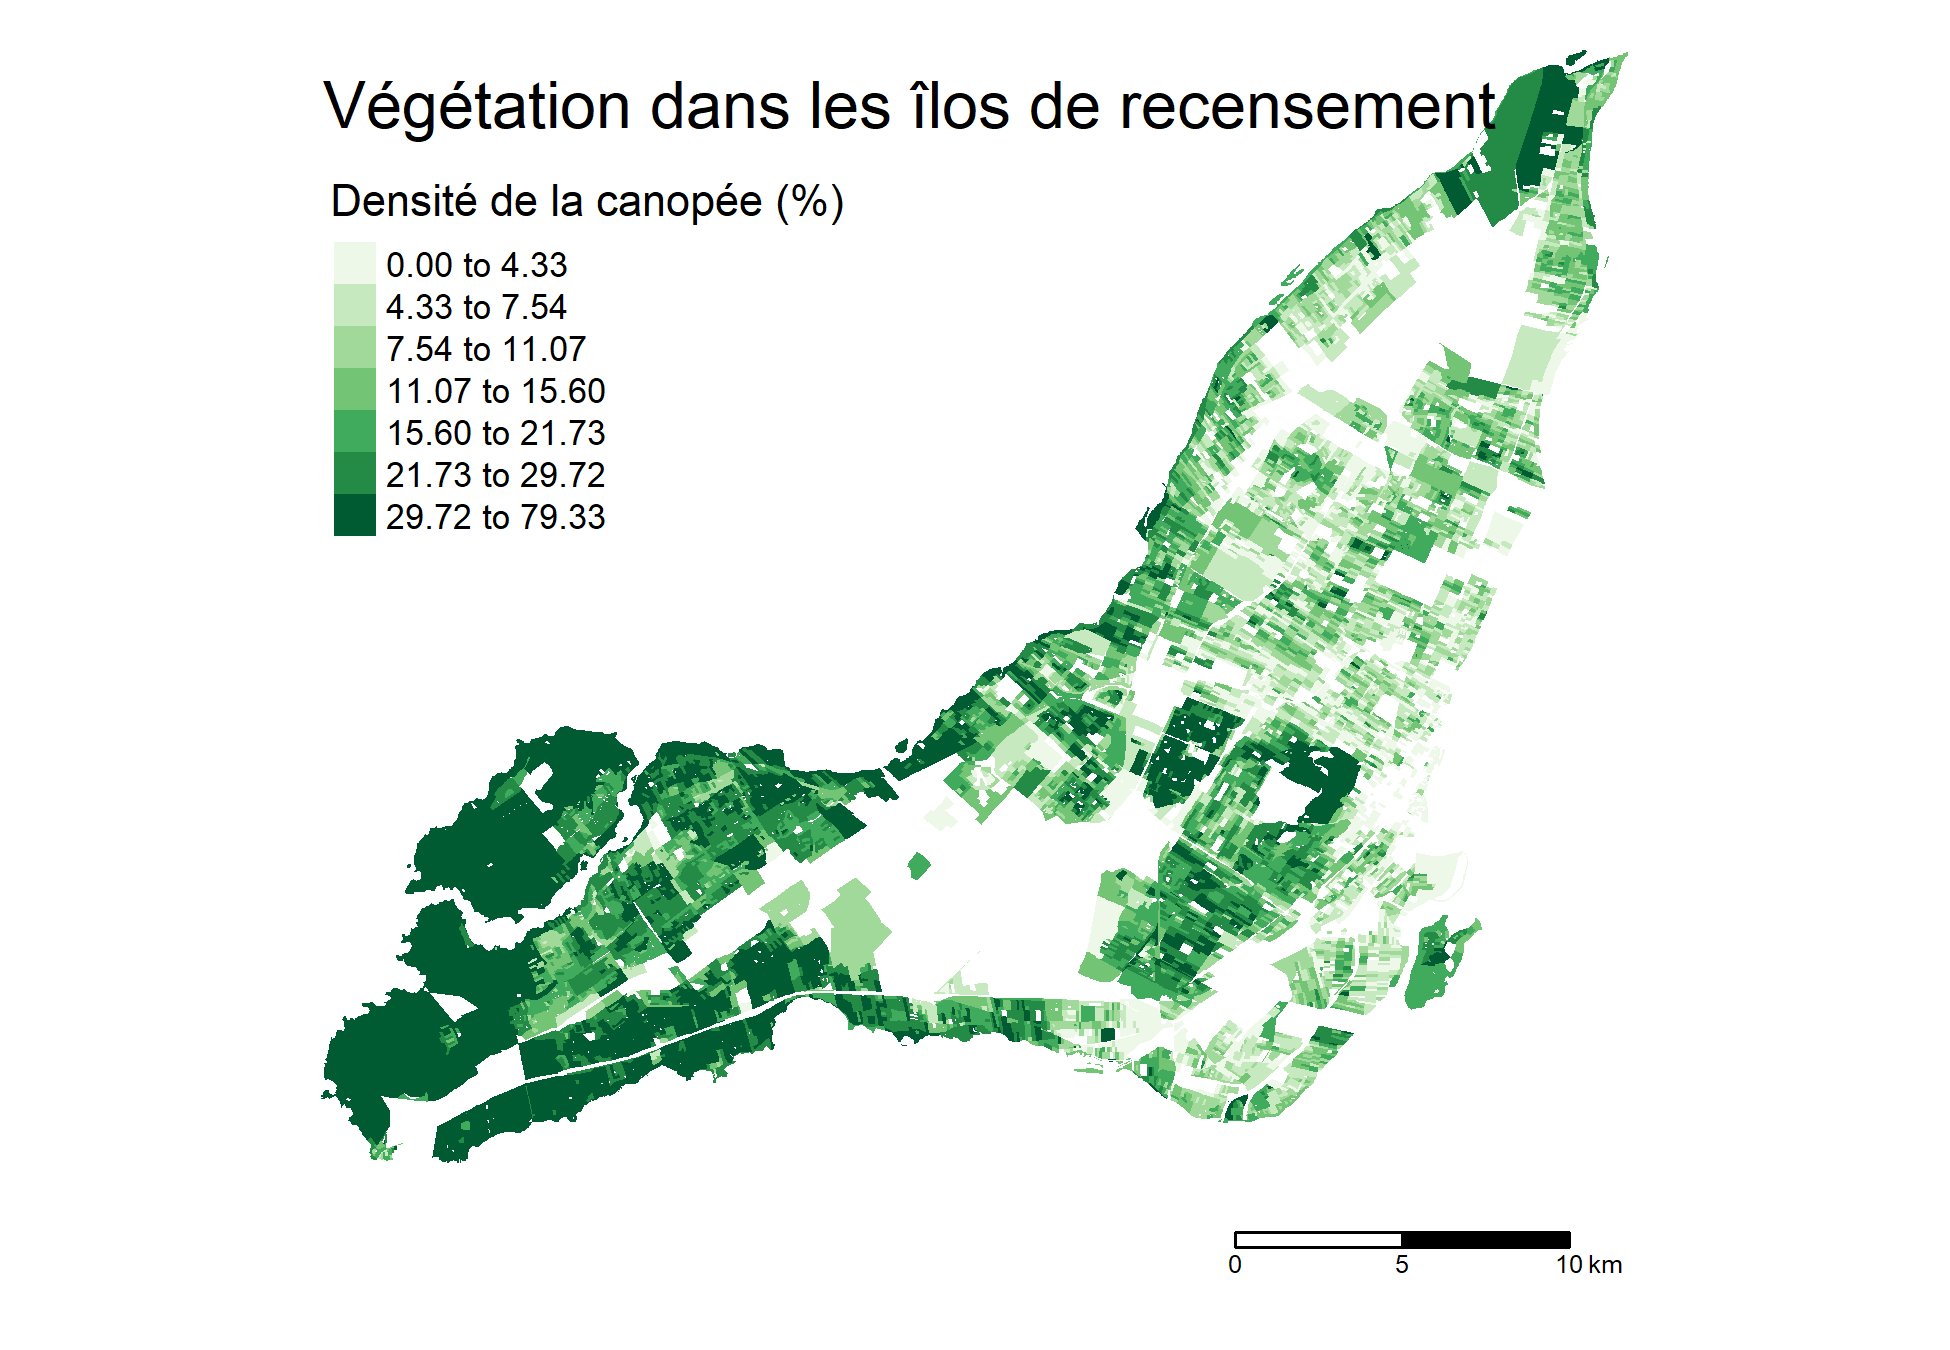 Végétation dans les îlos de recensement
Densité de la canopée (%)
0.00 to 4.33
4.33 to 7.54
7.54 to 11.07
11.07 to 15.60
15.60 to 21.73
21.73 to 29.72
29.72 to 79.33
0 5 10 km